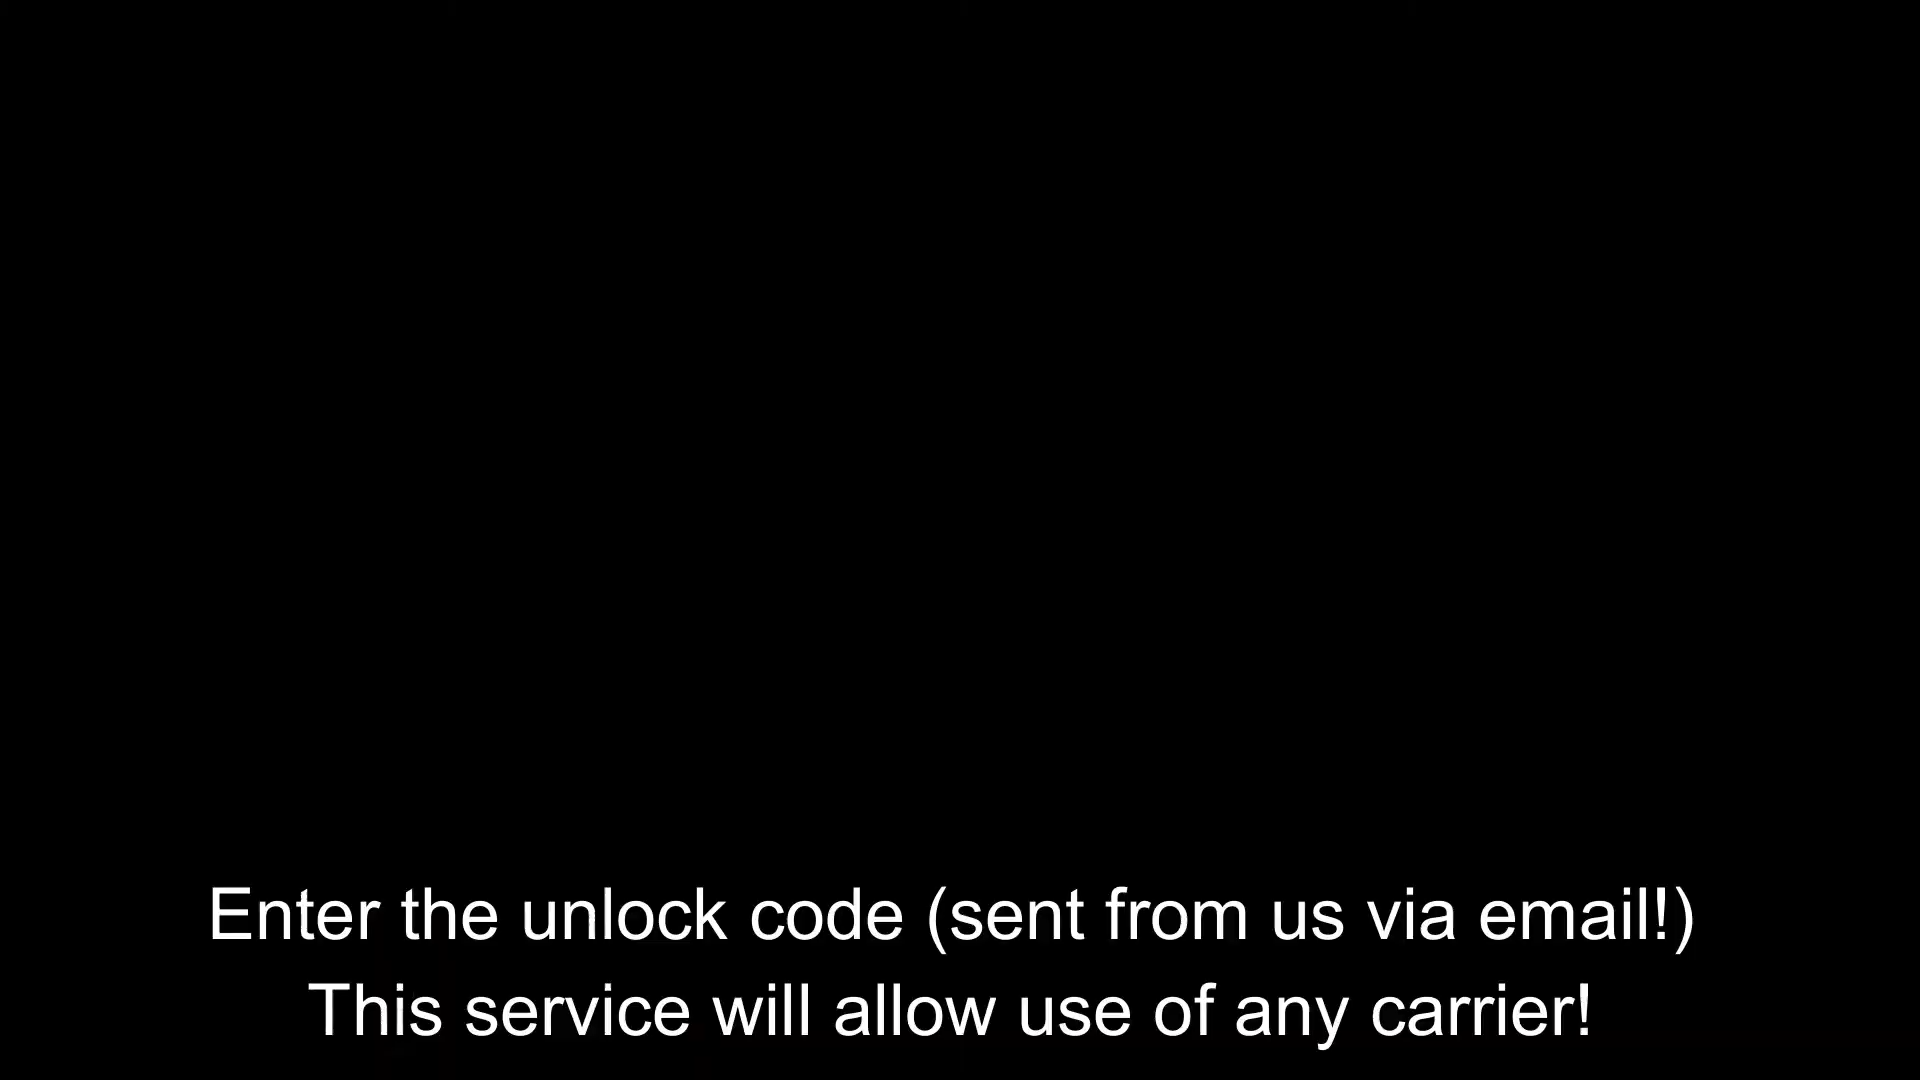 Enter the unlock code (sent from us via email!)
This service will allow use of any carrier!